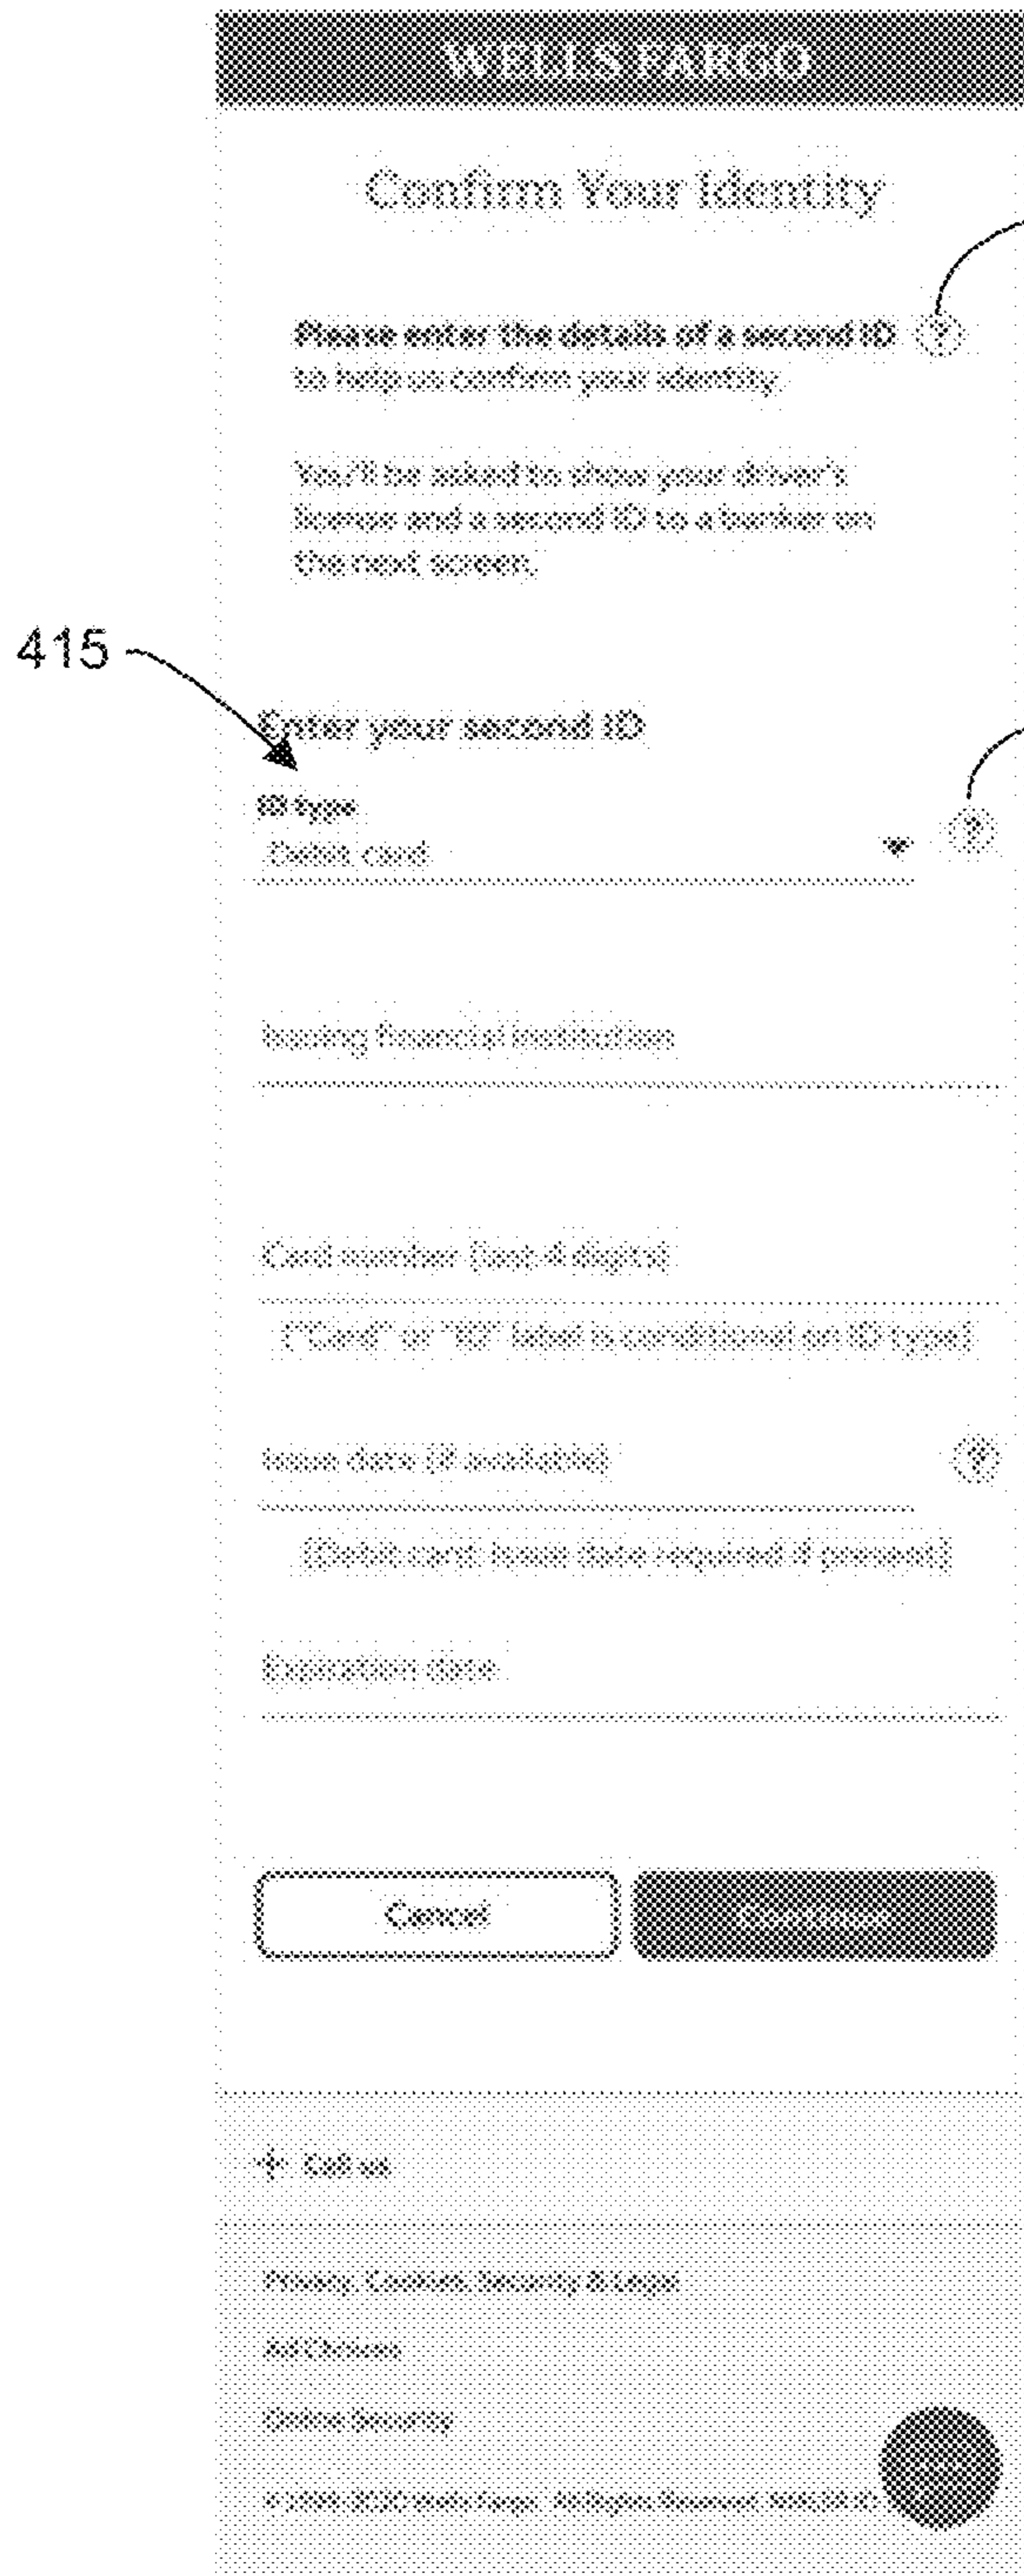 WELLS FARGO
Confirm Your Identity
Please enter the details of a second ID ?
to help us confirm your identity.
You'll be asked to show your driver's
license and a second ID to a banker on
the next screen.
415
Enter your second ID
ID type
Debit card
?
Issuing financial institution
Card number (last 4 digits)
["Card" or "ID" label is conditional on ID type]
Issue date (if available)
?
[Debit card: Issue date required if present]
Expiration date
Cancel
Call us
Privacy, Cookies, Security & Legal
Ad Choices
Online Security